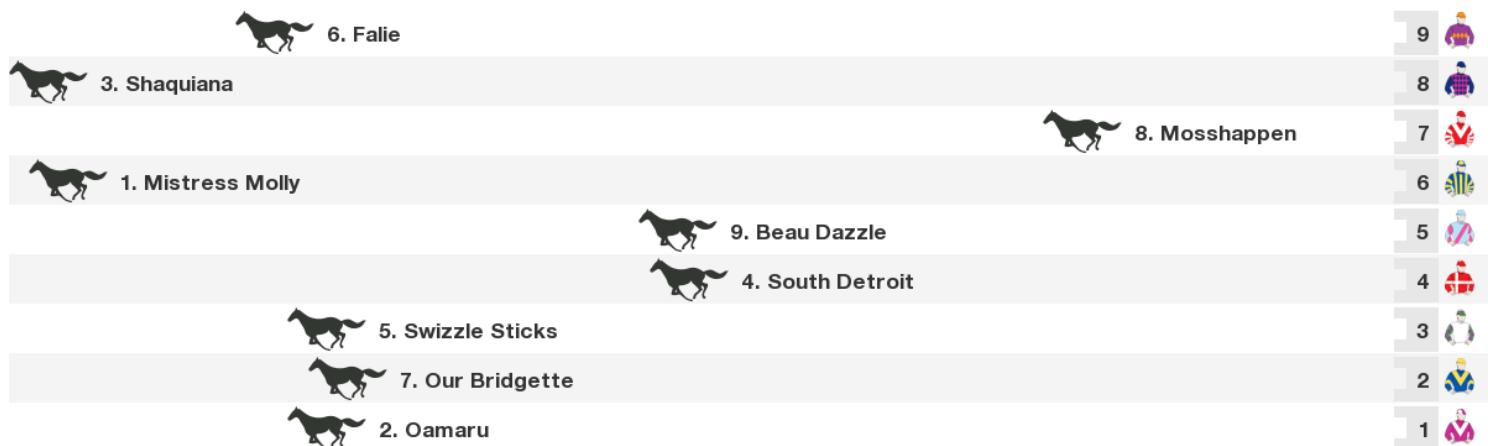 6. Falie 9
3. Shaquiana 8
8. Mosshappen 7
1. Mistress Molly 6
9. Beau Dazzle 5
4. South Detroit 4
5. Swizzle Sticks 3
7. Our Bridgette 2
2. Oamaru 1